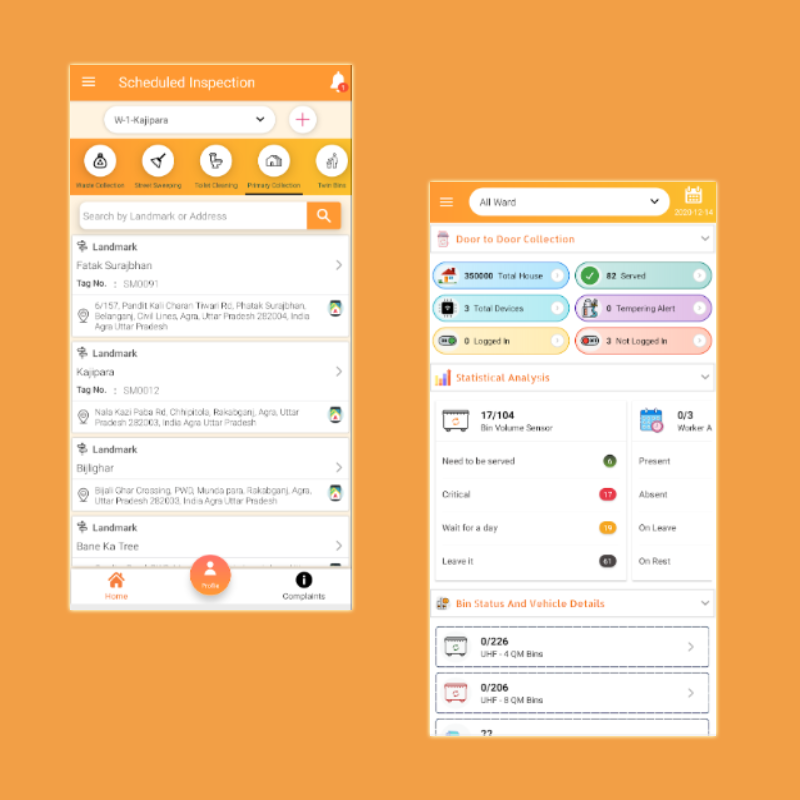 Scheduled Inspection
1
W-1-Kajipara
Waste Collection
Street Sweeping
Toilet Cleaning
Primary Collection
Twin Bins
Search by Landmark or Address
Landmark
Fatak Surajbhan
Tag No. : SM0091
6/157, Pandit Kali Charan Tiwari Rd, Phatak Surajbhan,
Belanganj, Civil Lines, Agra, Uttar Pradesh 282004, India
Agra Uttar Pradesh
Landmark
Kajipara
Tag No. : SM0012
Nala Kazi Paba Rd, Chhipitola, Rakabganj, Agra, Uttar
Pradesh 282003, India Agra Uttar Pradesh
Landmark
Bijlighar
Bijali Ghar Crossing, PWD, Munda para, Rakabganj, Agra,
Uttar Pradesh 282003, India Agra Uttar Pradesh
Landmark
Bane Ka Tree
Home
Profile
Complaints
All Ward
2020-12-14
Door to Door Collection
350000 Total House
82 Served
3 Total Devices
0 Tempering Alert
0 Logged In
3 Not Logged In
Statistical Analysis
17/104
Bin Volume Sensor
Need to be served 6
Critical 17
Wait for a day 19
Leave it 61
0/3
Worker A
Present
Absent
On Leave
On Rest
Bin Status And Vehicle Details
0/226
UHF - 4 QM Bins
0/206
UHF - 8 QM Bins